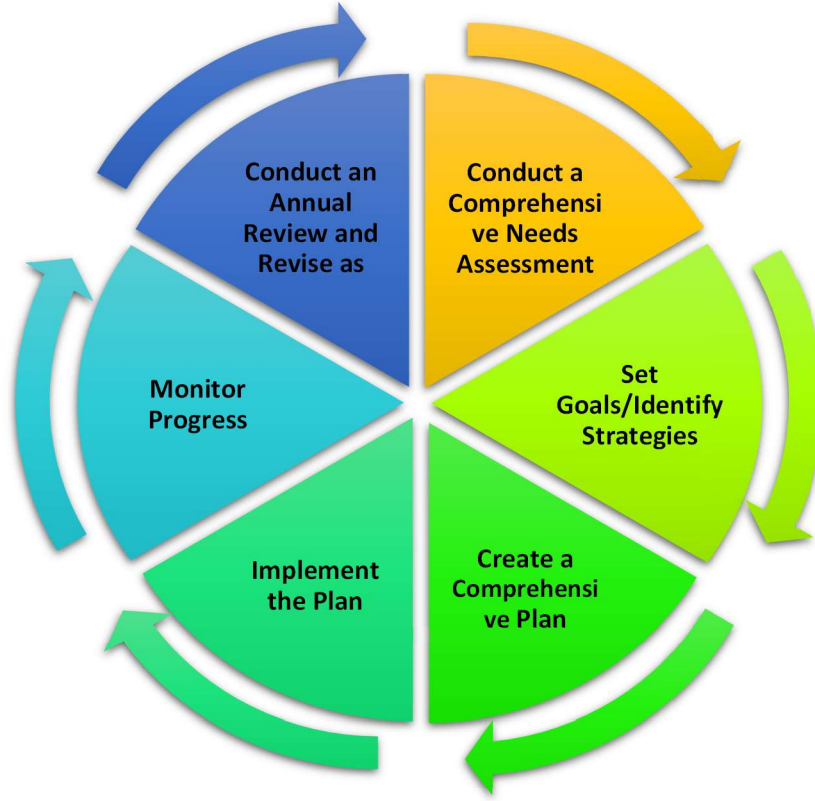 Conduct an
Annual
Review and
Revise as
Conduct a
Comprehensi
ve Needs
Assessment
Set
Goals/Identify
Strategies
Create a
Comprehensi
ve Plan
Implement
the Plan
Monitor
Progress